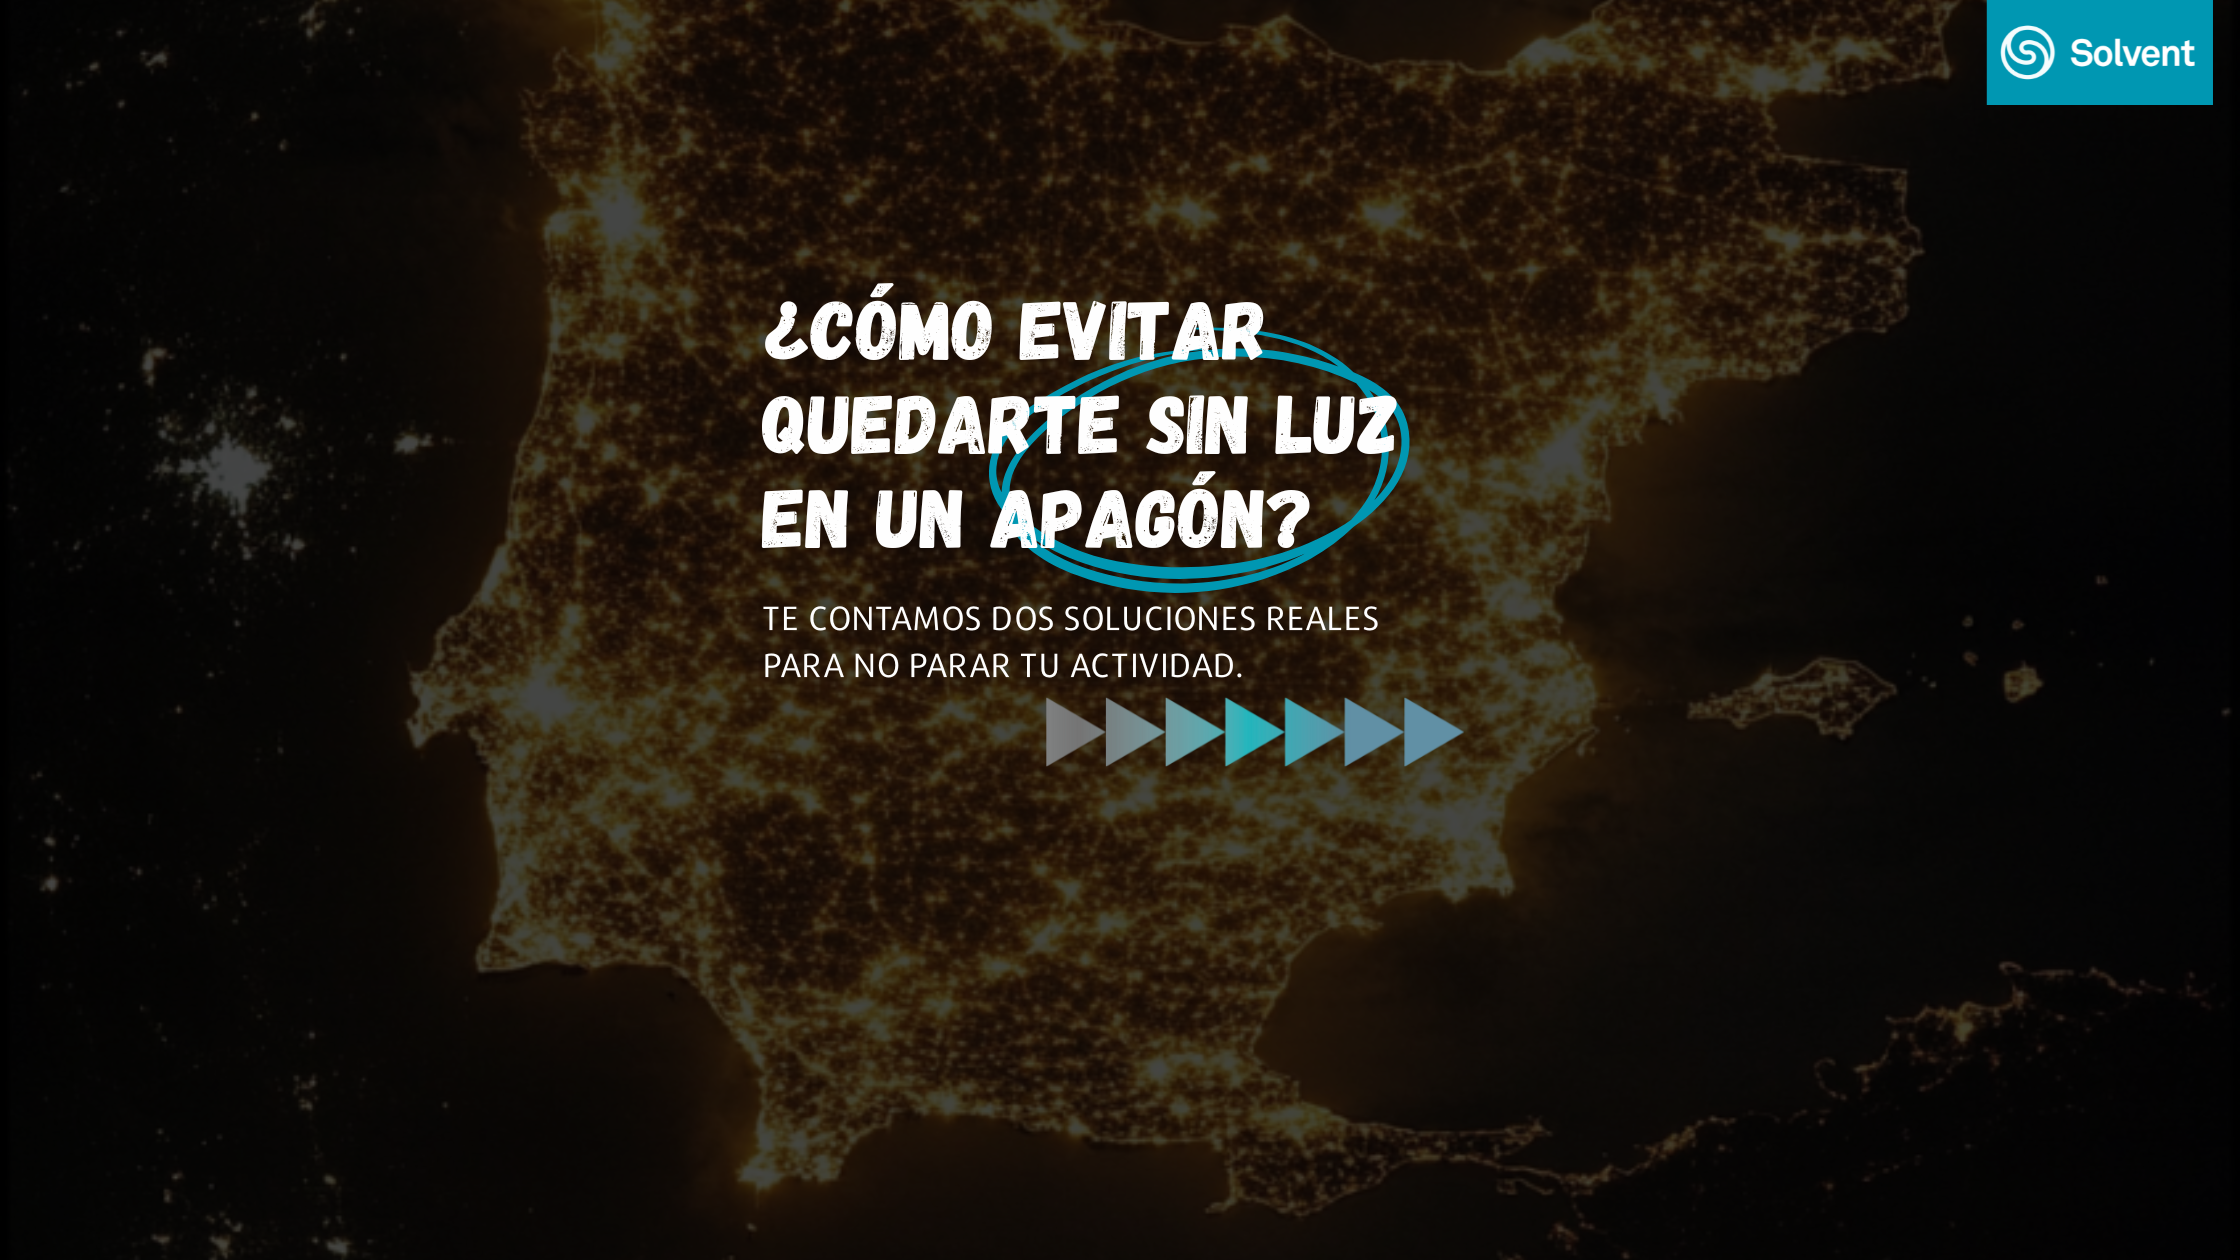 Solvent
¿CÓMO EVITAR
QUEDARTE SIN LUZ
EN UN APAGÓN?
TE CONTAMOS DOS SOLUCIONES REALES
PARA NO PARAR TU ACTIVIDAD.